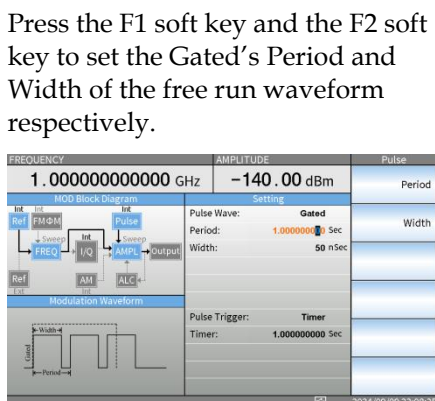 Press the F1 soft key and the F2 soft
key to set the Gated's Period and
Width of the free run waveform
respectively.
FREQUENCY AMPLITUDE Pulse
1.000000000000 GHz -140.00 dBm
Period
MOD Block Diagram Setting
Int Int Int
Ref FMΦM Pulse
Pulse Wave: Gated
Period: 1.000000000 Sec
Width
Sweep Int Sweep
FREQ I/Q AMPL Output
Width: 50 nSec
Ref AM ALC
Ext Int
Modulation Waveform
Width
Gated
Period
Pulse Trigger: Timer
Timer: 1.000000000 Sec